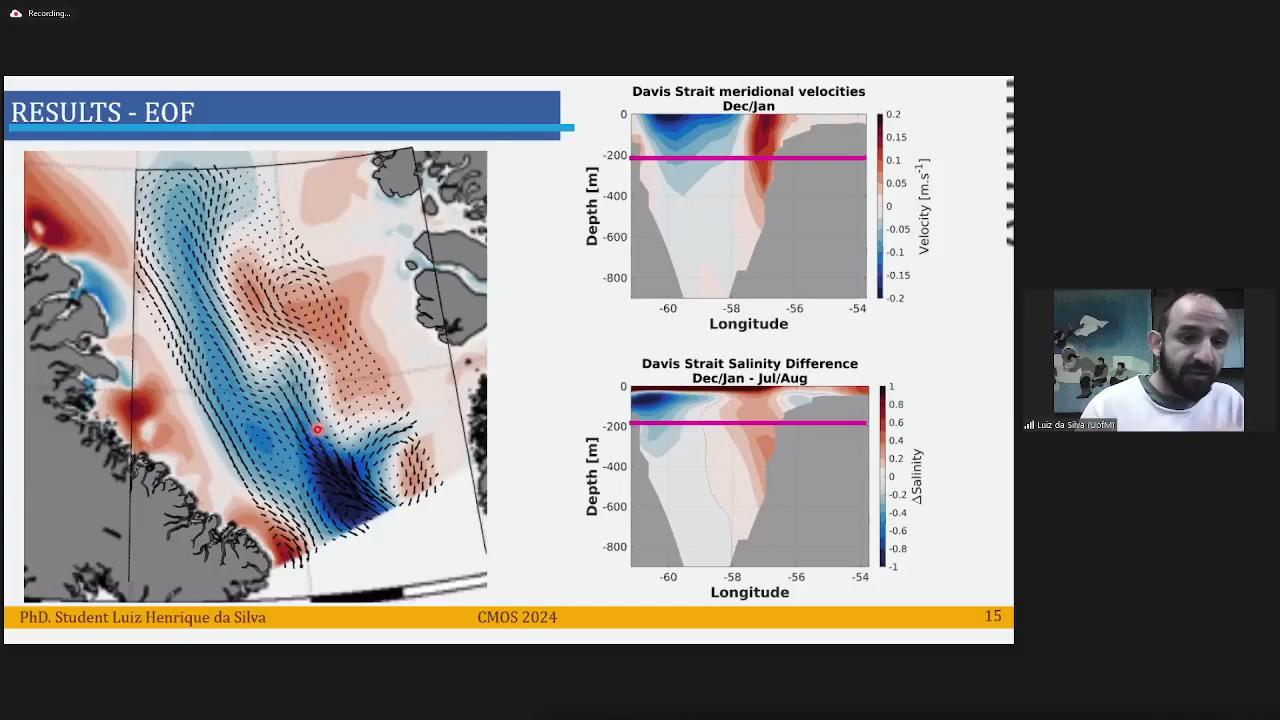 Recording...
RESULTS - EOF
Davis Strait meridional velocities
Dec/Jan
0
-200
-400
-600
-800
Depth [m]
-60
-58
-56
-54
Longitude
0.2
0.15
0.1
0.05
0
-0.05
-0.1
-0.15
-0.2
Velocity [m.s-1]
Davis Strait Salinity Difference
Dec/Jan - Jul/Aug
0
-200
-400
-600
-800
Depth [m]
-60
-58
-56
-54
Longitude
1
0.8
0.6
0.4
0.2
0
-0.2
-0.4
-0.6
-0.8
-1
ΔSalinity
Luiz da Silva (UofM)
PhD. Student Luiz Henrique da Silva
CMOS 2024
15